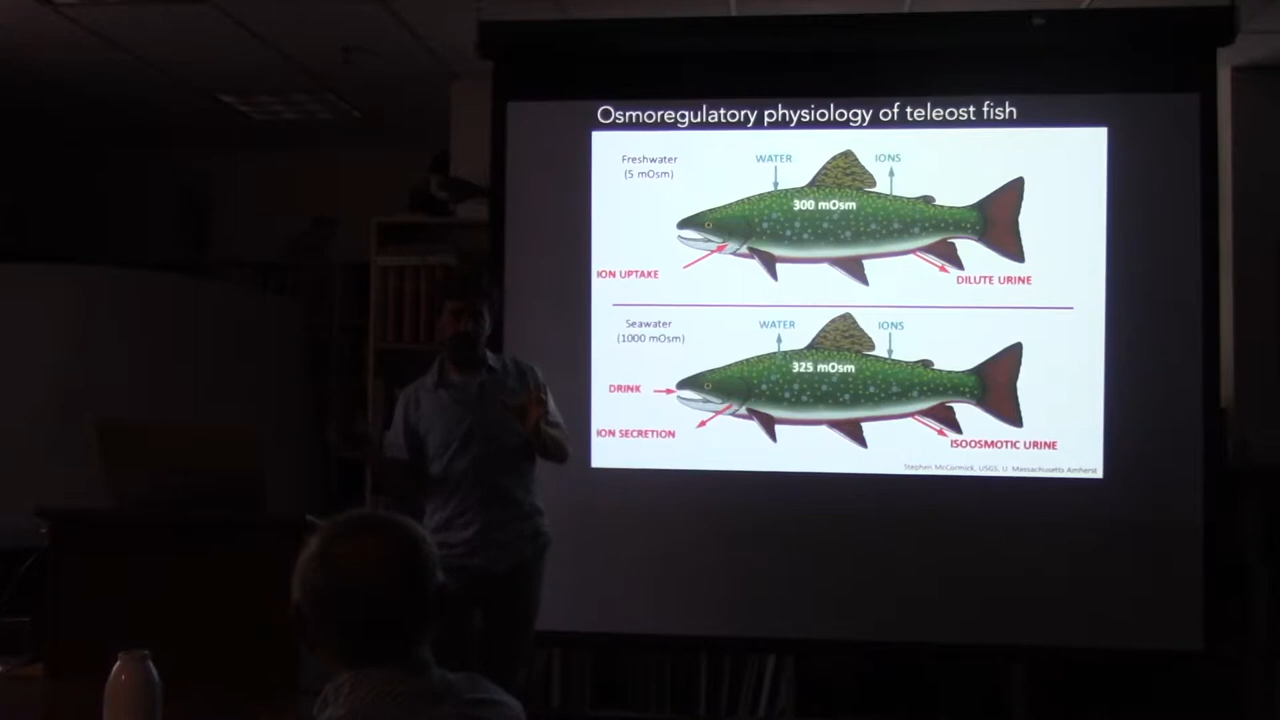 Osmoregulatory physiology of teleost fish
Freshwater
(5 mOsm)
WATER
IONS
300 mOsm
ION UPTAKE
DILUTE URINE
Seawater
(1000 mOsm)
WATER
IONS
325 mOsm
DRINK
ION SECRETION
ISOOSMOTIC URINE
Stephen McCormick, USGS, U. Massachusetts Amherst